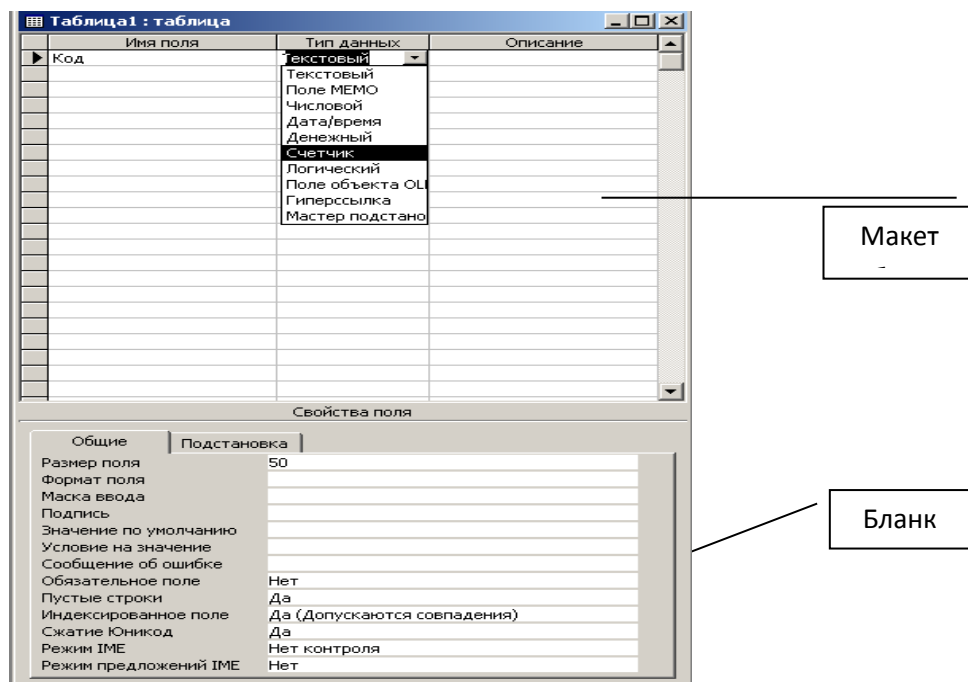 Таблица1 : таблица
Имя поля Тип данных Описание
Код Текстовый
Текстовый
Поле МЕМО
Числовой
Дата/время
Денежный
Счетчик
Логический
Поле объекта OLE
Гиперссылка
Мастер подстано
Макет
Свойства поля
Общие Подстановка
Размер поля 50
Формат поля
Маска ввода
Подпись
Значение по умолчанию
Условие на значение
Сообщение об ошибке
Обязательное поле Нет
Пустые строки Да
Индексированное поле Да (Допускаются совпадения)
Сжатие Юникод Да
Режим IME Нет контроля
Режим предложений IME Нет
Бланк